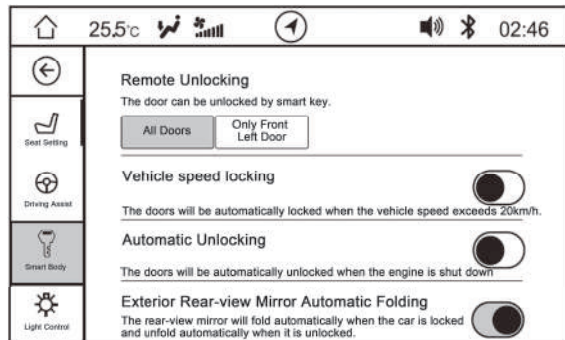 25.5°C 02:46
Remote Unlocking
The door can be unlocked by smart key.
All Doors
Only Front
Left Door
Seat Setting
Vehicle speed locking
The doors will be automatically locked when the vehicle speed exceeds 20km/h.
Driving Assist
Automatic Unlocking
The doors will be automatically unlocked when the engine is shut down
Smart Body
Exterior Rear-view Mirror Automatic Folding
The rear-view mirror will fold automatically when the car is locked
and unfold automatically when it is unlocked.
Light Control